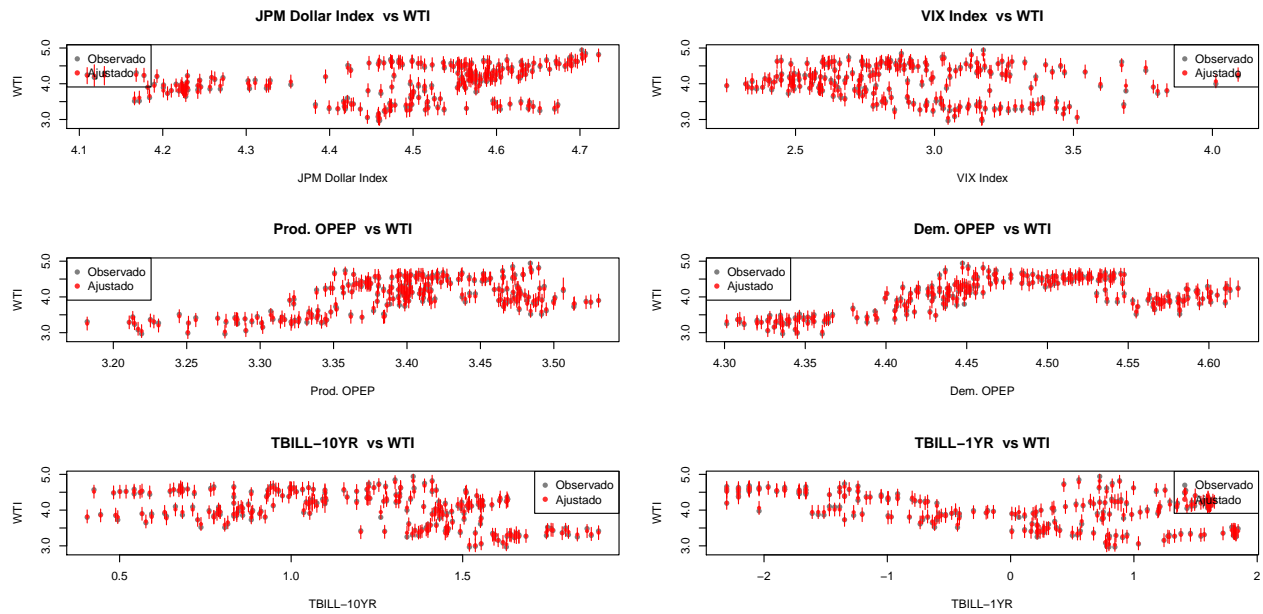 JPM Dollar Index  vs WTI
WTI
3.0 4.0 5.0
Observado
Ajustado
4.1 4.2 4.3 4.4 4.5 4.6 4.7
JPM Dollar Index
VIX Index  vs WTI
WTI
3.0 4.0 5.0
Observado
Ajustado
2.5 3.0 3.5 4.0
VIX Index
Prod. OPEP  vs WTI
WTI
3.0 4.0 5.0
Observado
Ajustado
3.20 3.25 3.30 3.35 3.40 3.45 3.50
Prod. OPEP
Dem. OPEP  vs WTI
WTI
3.0 4.0 5.0
Observado
Ajustado
4.30 4.35 4.40 4.45 4.50 4.55 4.60
Dem. OPEP
TBILL−10YR  vs WTI
WTI
3.0 4.0 5.0
Observado
Ajustado
0.5 1.0 1.5
TBILL−10YR
TBILL−1YR  vs WTI
WTI
3.0 4.0 5.0
Observado
Ajustado
−2 −1 0 1 2
TBILL−1YR